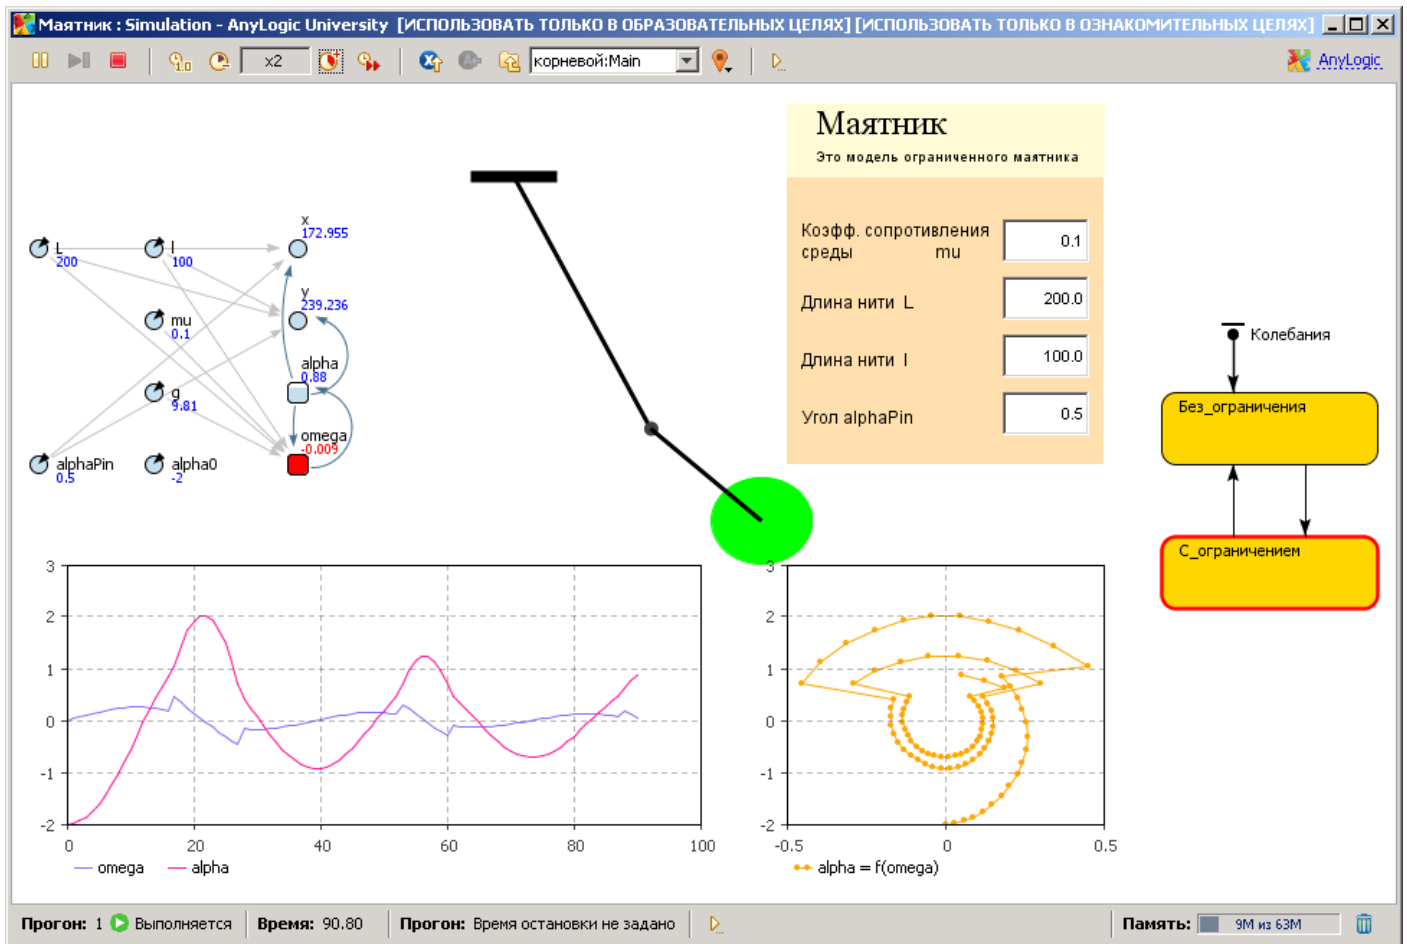 Маятник : Simulation - AnyLogic University [ИСПОЛЬЗОВАТЬ ТОЛЬКО В ОБРАЗОВАТЕЛЬНЫХ ЦЕЛЯХ] [ИСПОЛЬЗОВАТЬ ТОЛЬКО В ОЗНАКОМИТЕЛЬНЫХ ЦЕЛЯХ]
1.0
x2
корневой:Main
AnyLogic
Маятник
Это модель ограниченного маятника
Коэфф. сопротивления
среды mu
0.1
Длина нити L
200.0
Длина нити l
100.0
Угол alphaPin
0.5
L
200
l
100
x
172.955
mu
0.1
y
239.236
g
9.81
alpha
0.88
alphaPin
0.5
alpha0
-2
omega
-0.009
Колебания
Без_ограничения
С_ограничением
3
2
1
0
-1
-2
0 20 40 60 80 100
omega alpha
3
2
1
0
-1
-2
-0.5 0 0.5
alpha = f(omega)
Прогон: 1 Выполняется Время: 90.80 Прогон: Время остановки не задано Память: 9M из 63M